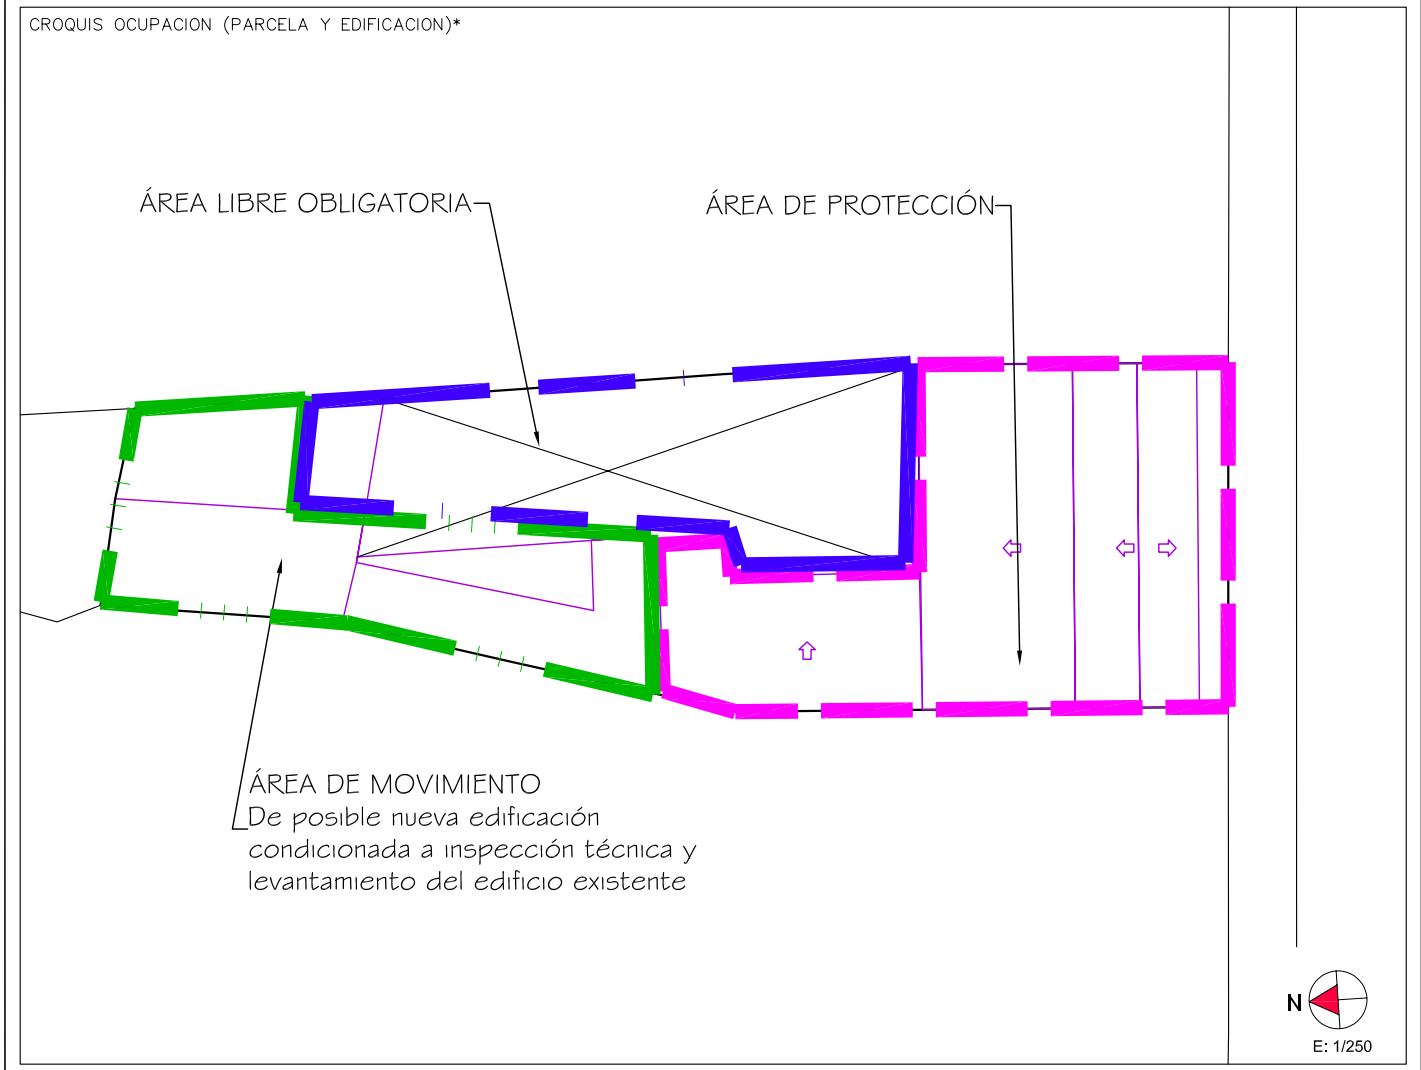 CROQUIS OCUPACION (PARCELA Y EDIFICACION)*
ÁREA LIBRE OBLIGATORIA
ÁREA DE PROTECCIÓN
ÁREA DE MOVIMIENTO
De posible nueva edificación
condicionada a inspección técnica y
levantamiento del edificio existente
N
E: 1/250